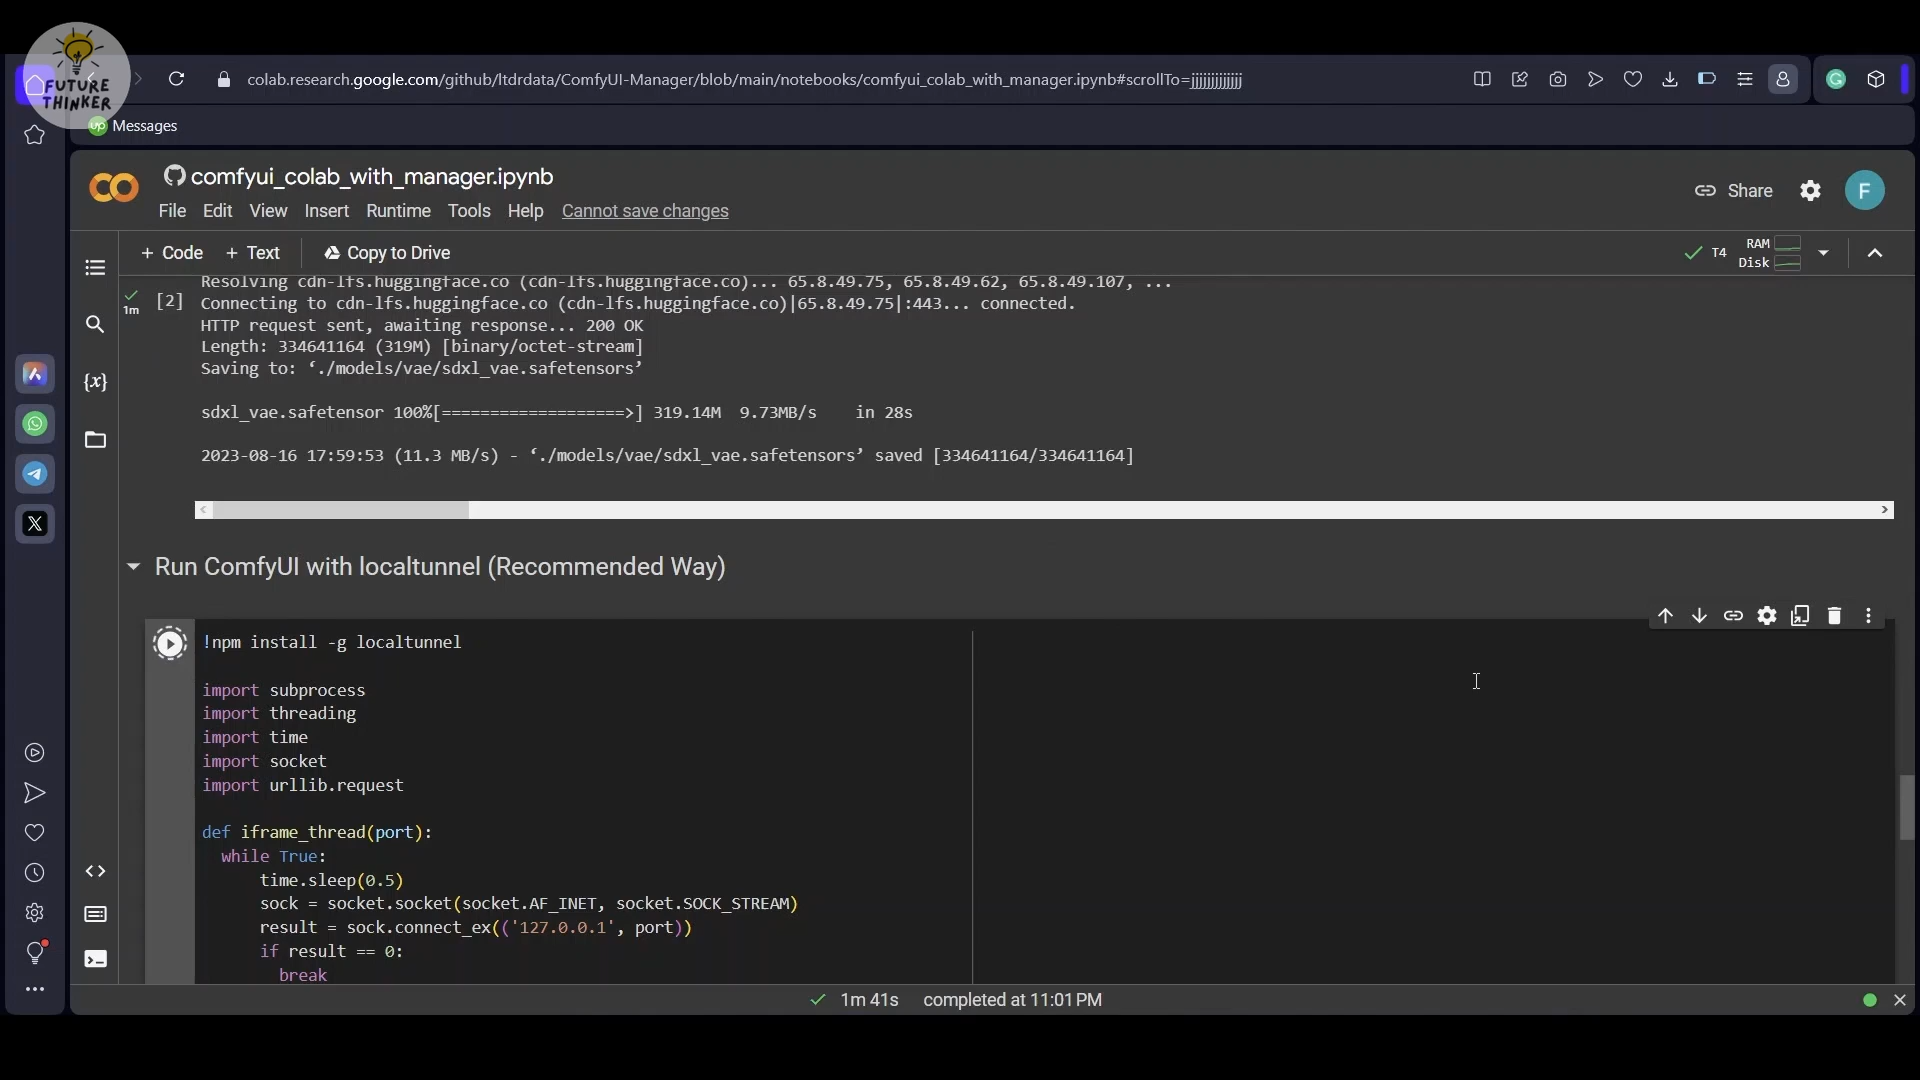 FUTURE
THINKER
colab.research.google.com/github/ltdrdata/ComfyUI-Manager/blob/main/notebooks/comfyui_colab_with_manager.ipynb#scrollTo=jjjjjjjjjjjjj
up Messages
comfyui_colab_with_manager.ipynb
Share
F
File Edit View Insert Runtime Tools Help Cannot save changes
+ Code + Text Copy to Drive
T4 RAM
Disk
Resolving cdn-lfs.huggingface.co (cdn-lfs.huggingface.co)... 65.8.49.75, 65.8.49.62, 65.8.49.107, ...
1m [2] Connecting to cdn-lfs.huggingface.co (cdn-lfs.huggingface.co)|65.8.49.75|:443... connected.
HTTP request sent, awaiting response... 200 OK
Length: 334641164 (319M) [binary/octet-stream]
Saving to: ‘./models/vae/sdxl_vae.safetensors’
sdxl_vae.safetensor 100%[===================>] 319.14M 9.73MB/s in 28s
2023-08-16 17:59:53 (11.3 MB/s) - ‘./models/vae/sdxl_vae.safetensors’ saved [334641164/334641164]
Run ComfyUI with localtunnel (Recommended Way)
!npm install -g localtunnel
import subprocess
import threading
import time
import socket
import urllib.request
def iframe_thread(port):
while True:
time.sleep(0.5)
sock = socket.socket(socket.AF_INET, socket.SOCK_STREAM)
result = sock.connect_ex(('127.0.0.1', port))
if result == 0:
break
1m 41s completed at 11:01 PM